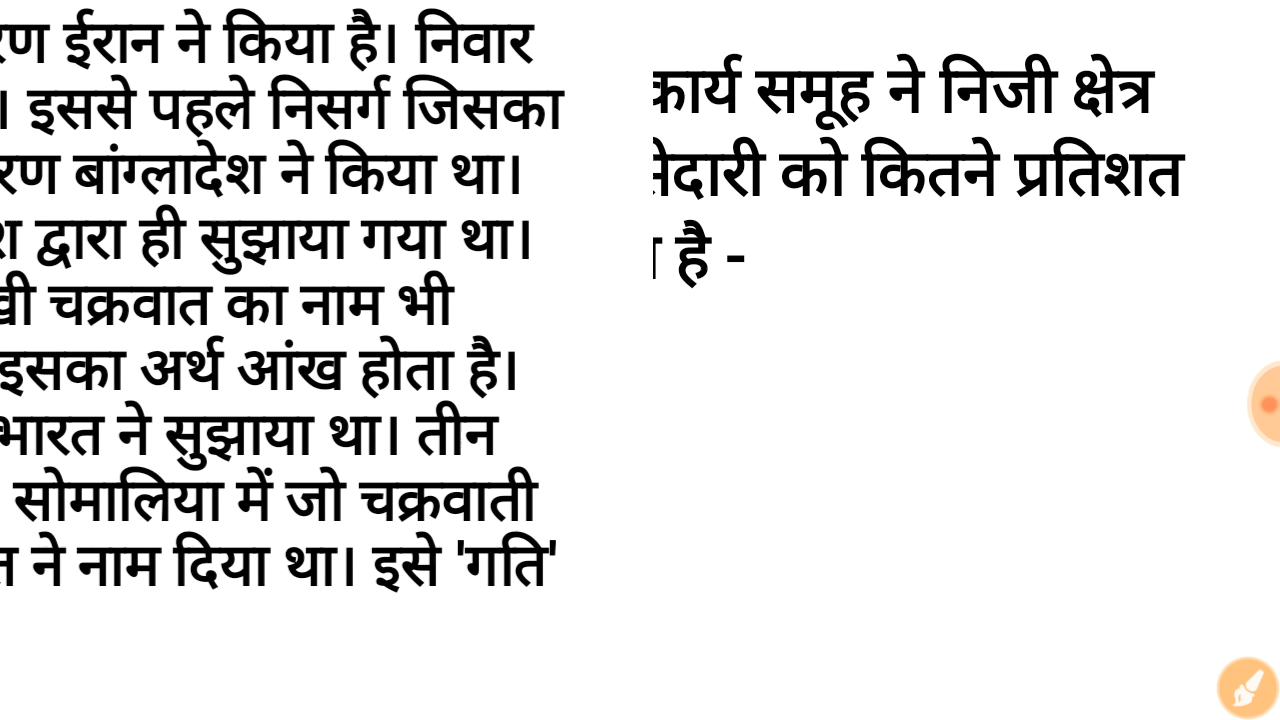 ईरान ने किया है। निवार
। इससे पहले निसर्ग जिसका
बांग्लादेश ने किया था।
द्वारा ही सुझाया गया था।
चक्रवात का नाम भी
इसका अर्थ आंख होता है।
भारत ने सुझाया था। तीन
सोमालिया में जो चक्रवाती
ने नाम दिया था। इसे 'गति'
कार्य समूह ने निजी क्षेत्र
को कितने प्रतिशत
है -